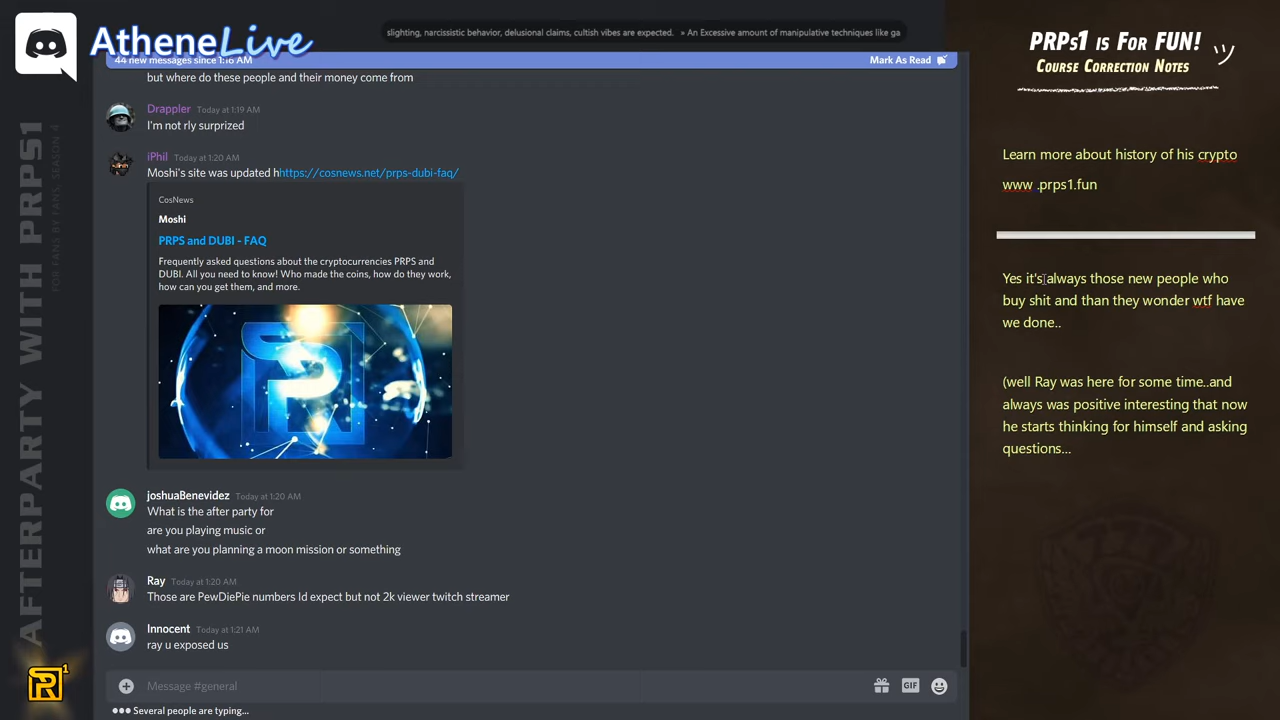 AtheneLive
slighting, narcissistic behavior, delusional claims, cultish vibes are expected. » An Excessive amount of manipulative techniques like ga
44 new messages since 1:16 AM
Mark As Read
but where do these people and their money come from
Drappler Today at 1:19 AM
I'm not rly surprized
iPhil Today at 1:20 AM
Moshi's site was updated hhttps://cosnews.net/prps-dubi-faq/
CosNews
Moshi
PRPS and DUBI - FAQ
Frequently asked questions about the cryptocurrencies PRPS and
DUBI. All you need to know! Who made the coins, how do they work,
how can you get them, and more.
joshuaBenevidez Today at 1:20 AM
What is the after party for
are you playing music or
what are you planning a moon mission or something
Ray Today at 1:20 AM
Those are PewDiePie numbers Id expect but not 2k viewer twitch streamer
Innocent Today at 1:21 AM
ray u exposed us
Message #general
GIF
Several people are typing...
AFTERPARTY WITH PRPS1
FOR FANS BY FANS, SEASON 4
1
PRPs1 is For FUN!
Course Correction Notes
Learn more about history of his crypto
www .prps1.fun
Yes it's always those new people who
buy shit and than they wonder wtf have
we done..
(well Ray was here for some time..and
always was positive interesting that now
he starts thinking for himself and asking
questions...